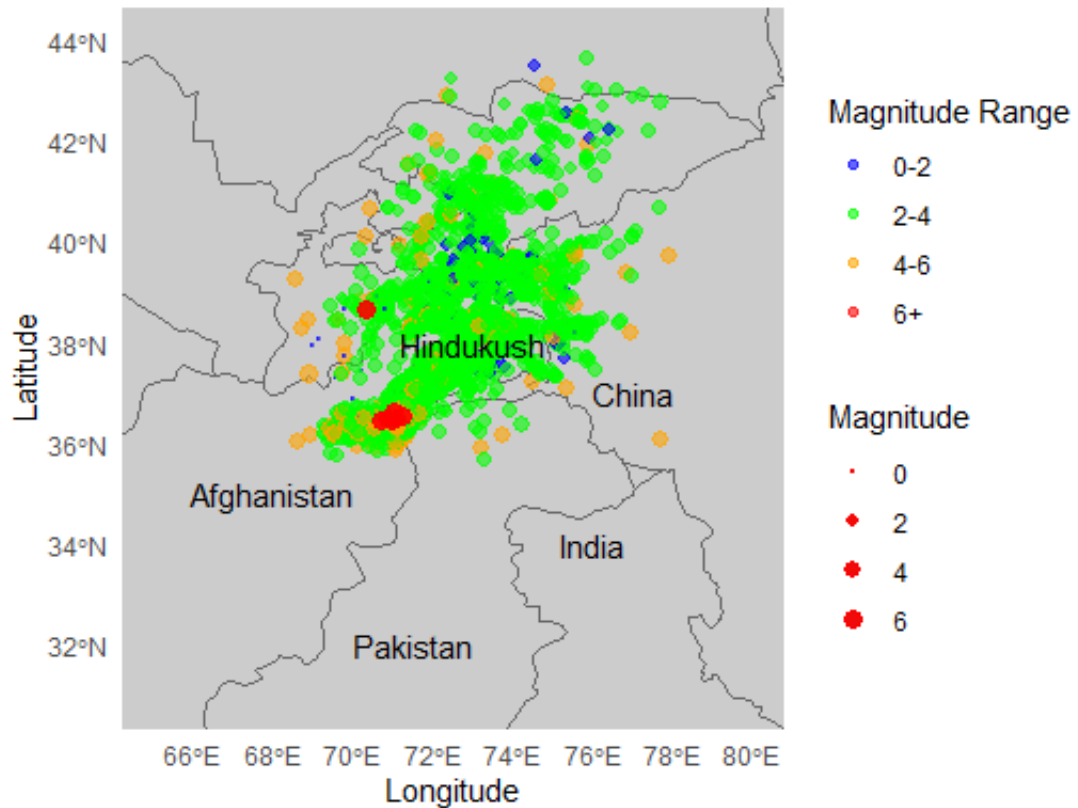 44°N
42°N
40°N
38°N
36°N
34°N
32°N
Latitude
Hindukush
China
Afghanistan
India
Pakistan
66°E 68°E 70°E 72°E 74°E 76°E 78°E 80°E
Longitude
Magnitude Range
0-2
2-4
4-6
6+
Magnitude
0
2
4
6